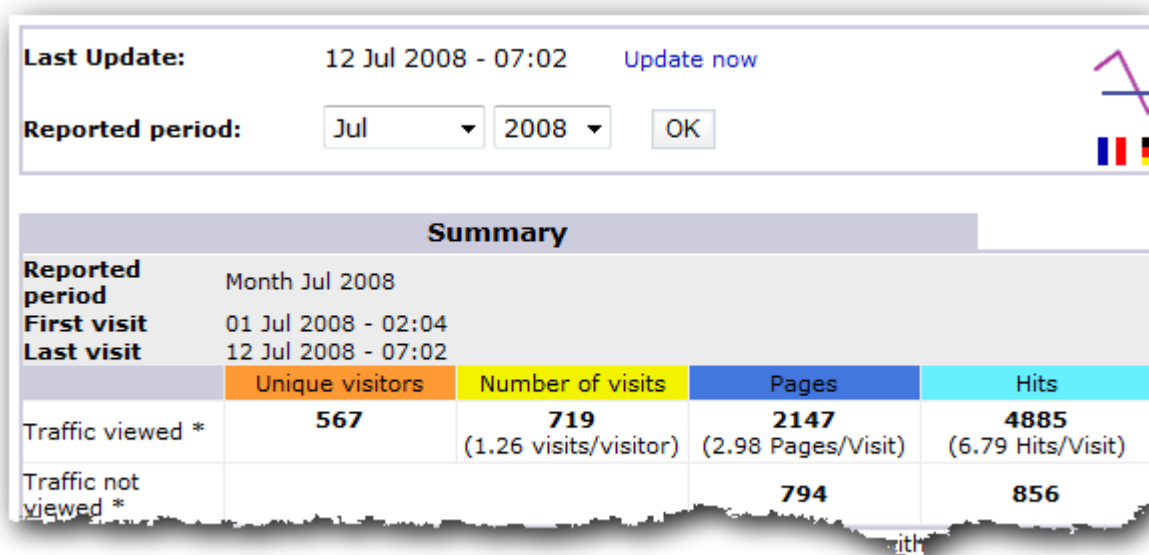 Last Update: 12 Jul 2008 - 07:02 Update now
Reported period: Jul 2008 OK
Summary
Reported
period Month Jul 2008
First visit 01 Jul 2008 - 02:04
Last visit 12 Jul 2008 - 07:02
Unique visitors Number of visits Pages Hits
Traffic viewed * 567 719 2147 4885
(1.26 visits/visitor) (2.98 Pages/Visit) (6.79 Hits/Visit)
Traffic not
viewed * 794 856